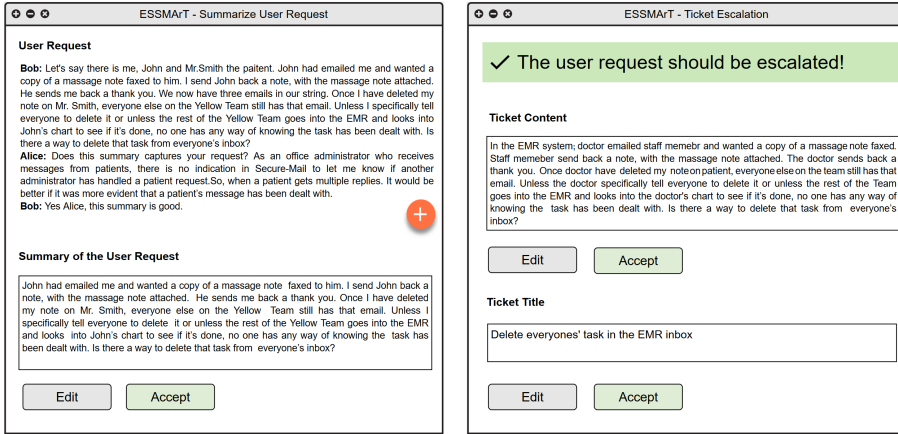 ESSMArT - Summarize User Request
User Request
Bob: Let's say there is me, John and Mr.Smith the paitent. John had emailed me and wanted a
copy of a massage note faxed to him. I send John back a note, with the massage note attached.
He sends me back a thank you. We now have three emails in our string. Once I have deleted my
note on Mr. Smith, everyone else on the Yellow Team still has that email. Unless I specifically tell
everyone to delete it or unless the rest of the Yellow Team goes into the EMR and looks into
John's chart to see if it's done, no one has any way of knowing the task has been dealt with. Is
there a way to delete that task from everyone's inbox?
Alice: Does this summary captures your request? As an office administrator who receives
messages from patients, there is no indication in Secure-Mail to let me know if another
administrator has handled a patient request.So, when a patient gets multiple replies. It would be
better if it was more evident that a patient's message has been dealt with.
Bob: Yes Alice, this summary is good.
+
Summary of the User Request
John had emailed me and wanted a copy of a massage note faxed to him. I send John back a
note, with the massage note attached. He sends me back a thank you. Once I have deleted
my note on Mr. Smith, everyone else on the Yellow Team still has that email. Unless I
specifically tell everyone to delete it or unless the rest of the Yellow Team goes into the EMR
and looks into John's chart to see if it's done, no one has any way of knowing the task has
been dealt with. Is there a way to delete that task from everyone's inbox?
Edit
Accept
ESSMArT - Ticket Escalation
The user request should be escalated!
Ticket Content
In the EMR system; doctor emailed staff memebr and wanted a copy of a massage note faxed.
Staff memeber send back a note, with the massage note attached. The doctor sends back a
thank you. Once doctor have deleted my note on patient, everyone else on the team still has that
email. Unless the doctor specifically tell everyone to delete it or unless the rest of the Team
goes into the EMR and looks into the doctor's chart to see if it's done, no one has any way of
knowing the task has been dealt with. Is there a way to delete that task from everyone's
inbox?
Edit
Accept
Ticket Title
Delete everyones' task in the EMR inbox
Edit
Accept